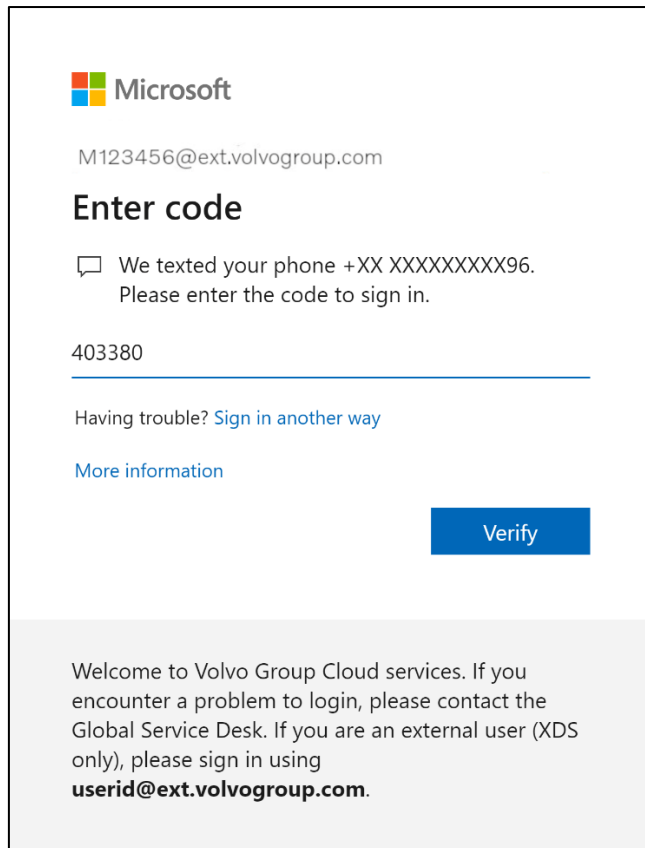 Microsoft
M123456@ext.volvogroup.com
Enter code
We texted your phone +XX XXXXXXXXX96.
Please enter the code to sign in.
403380
Having trouble? Sign in another way
More information
Verify
Welcome to Volvo Group Cloud services. If you
encounter a problem to login, please contact the
Global Service Desk. If you are an external user (XDS
only), please sign in using
userid@ext.volvogroup.com.